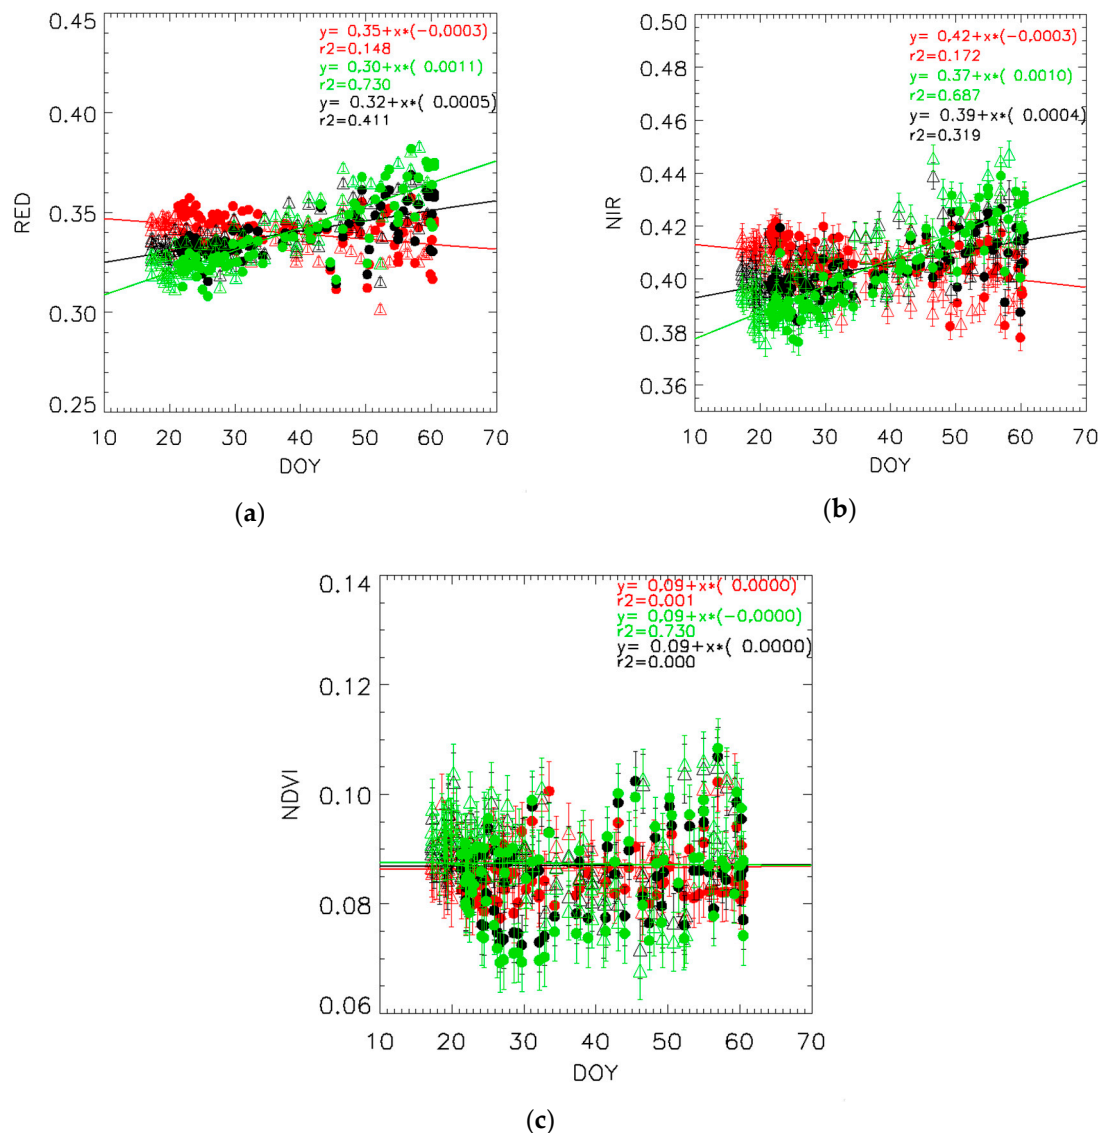 0.45
0.40
0.35
0.30
0.25
RED
y= 0.35+x*(-0.0003)
r2=0.148
y= 0.30+x*( 0.0011)
r2=0.730
y= 0.32+x*( 0.0005)
r2=0.411
10 20 30 40 50 60 70
DOY
(a)
0.50
0.48
0.46
0.44
0.42
0.40
0.38
0.36
NIR
y= 0.42+x*(-0.0003)
r2=0.172
y= 0.37+x*( 0.0010)
r2=0.687
y= 0.39+x*( 0.0004)
r2=0.319
10 20 30 40 50 60 70
DOY
(b)
0.14
0.12
0.10
0.08
0.06
NDVI
y= 0.09+x*( 0.0000)
r2=0.001
y= 0.09+x*(-0.0000)
r2=0.730
y= 0.09+x*( 0.0000)
r2=0.000
10 20 30 40 50 60 70
DOY
(c)